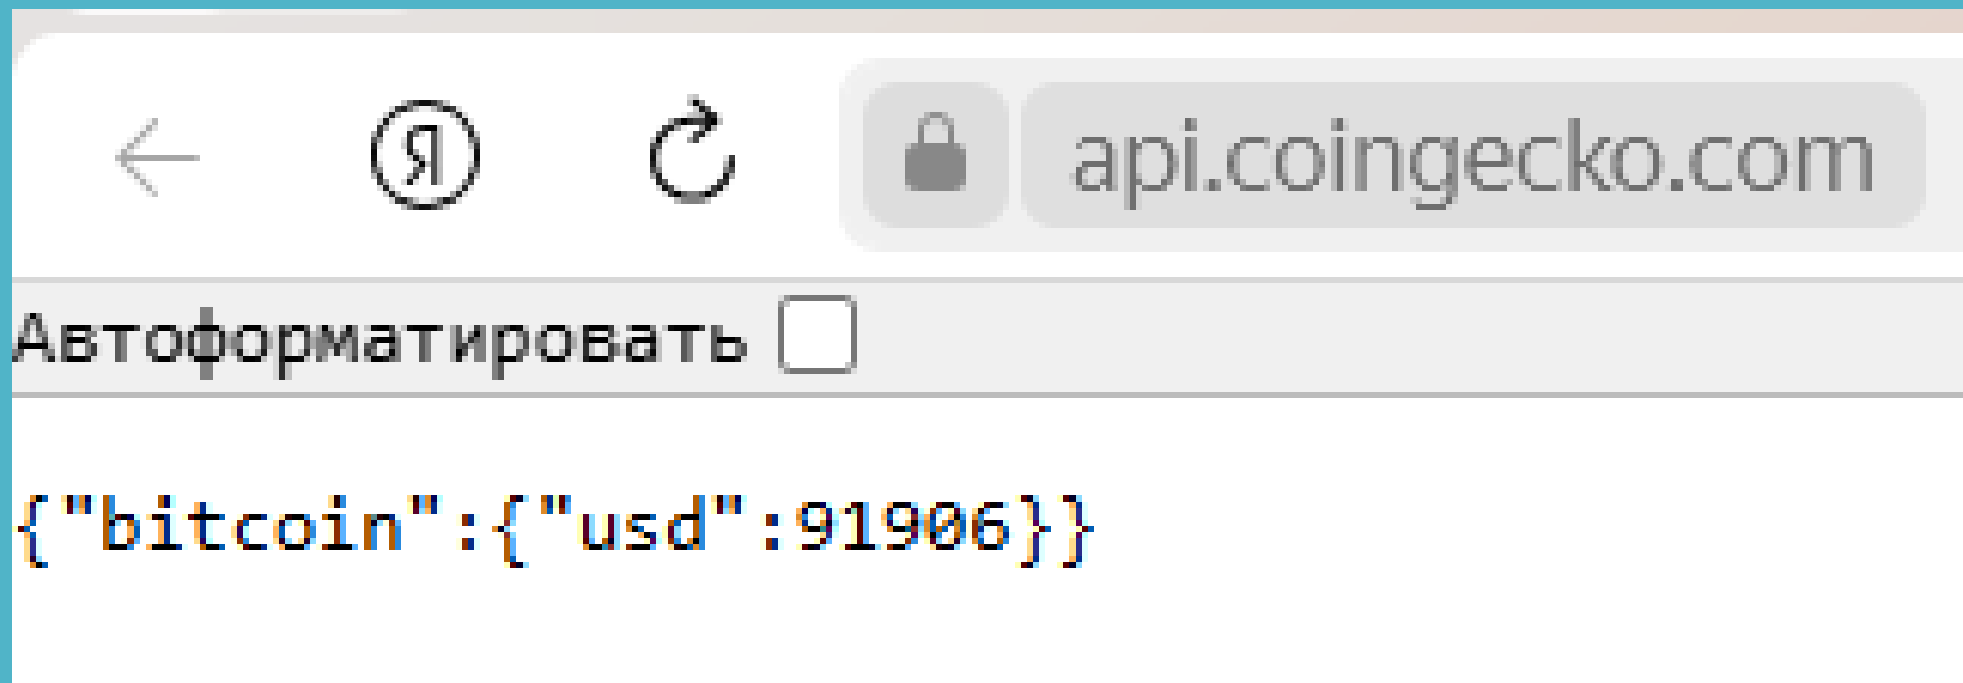 Я api.coingecko.com
Автоформатировать
{"bitcoin":{"usd":91906}}